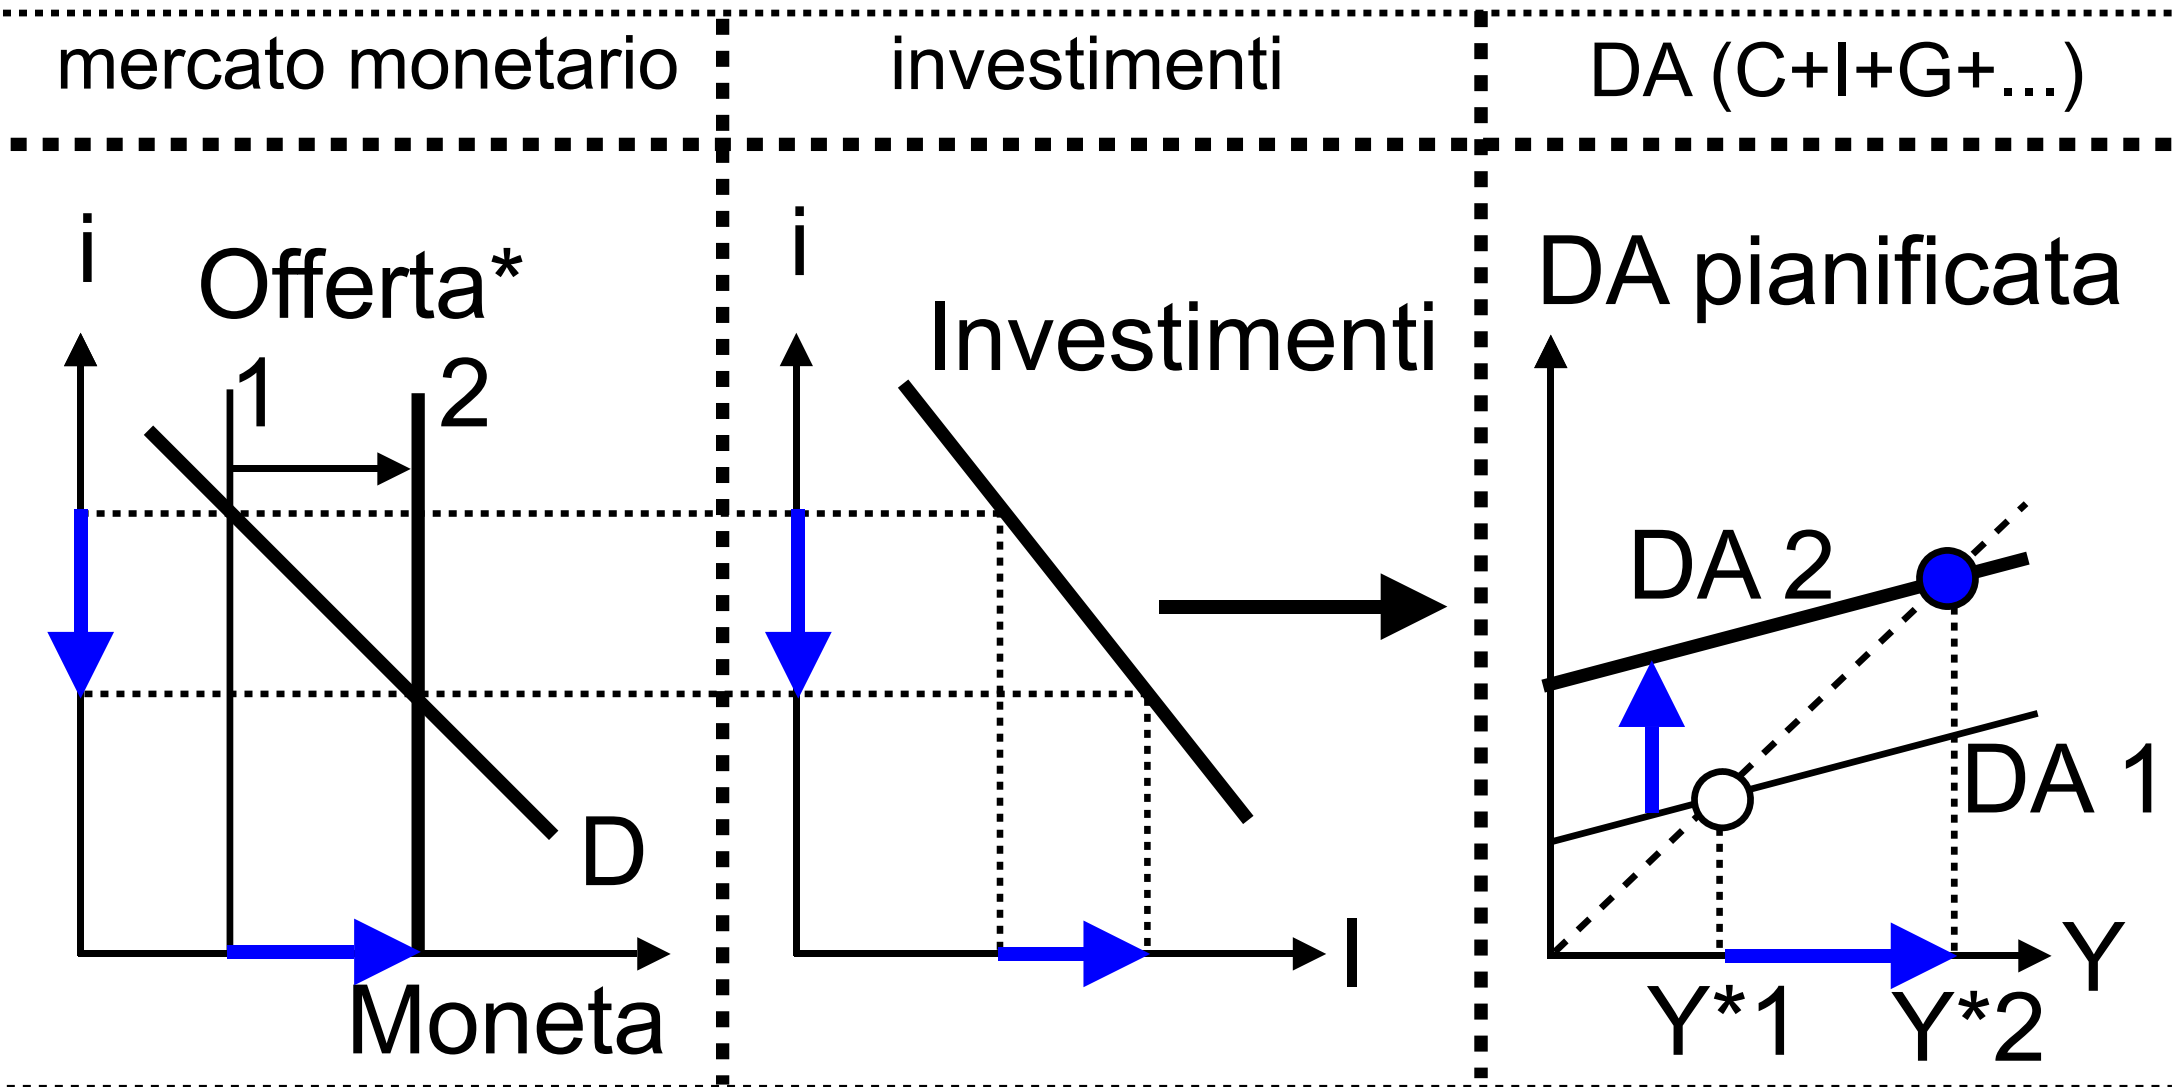 mercato monetario
investimenti
DA (C+I+G+...)
i
Offerta*
1
2
D
Moneta
i
Investimenti
I
DA pianificata
DA 2
DA 1
Y
Y*1
Y*2